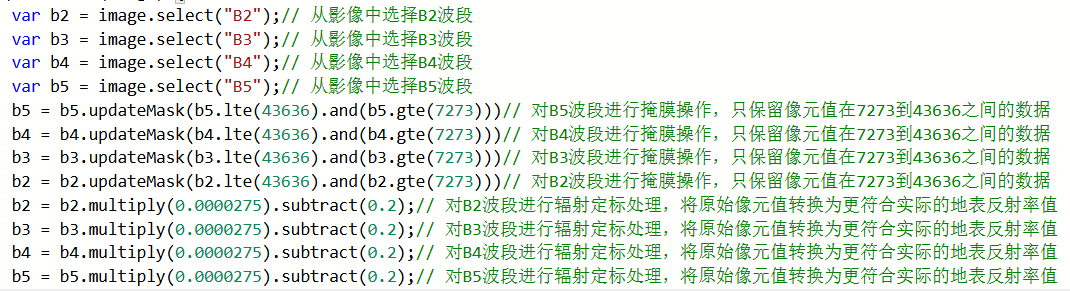 var b2 = image.select("B2");// 从影像中选择B2波段
var b3 = image.select("B3");// 从影像中选择B3波段
var b4 = image.select("B4");// 从影像中选择B4波段
var b5 = image.select("B5");// 从影像中选择B5波段
b5 = b5.updateMask(b5.lte(43636).and(b5.gte(7273)))// 对B5波段进行掩膜操作，只保留像元值在7273到43636之间的数据
b4 = b4.updateMask(b4.lte(43636).and(b4.gte(7273)))// 对B4波段进行掩膜操作，只保留像元值在7273到43636之间的数据
b3 = b3.updateMask(b3.lte(43636).and(b3.gte(7273)))// 对B3波段进行掩膜操作，只保留像元值在7273到43636之间的数据
b2 = b2.updateMask(b2.lte(43636).and(b2.gte(7273)))// 对B2波段进行掩膜操作，只保留像元值在7273到43636之间的数据
b2 = b2.multiply(0.0000275).subtract(0.2);// 对B2波段进行辐射定标处理，将原始像元值转换为更符合实际的地表反射率值
b3 = b3.multiply(0.0000275).subtract(0.2);// 对B3波段进行辐射定标处理，将原始像元值转换为更符合实际的地表反射率值
b4 = b4.multiply(0.0000275).subtract(0.2);// 对B4波段进行辐射定标处理，将原始像元值转换为更符合实际的地表反射率值
b5 = b5.multiply(0.0000275).subtract(0.2);// 对B5波段进行辐射定标处理，将原始像元值转换为更符合实际的地表反射率值